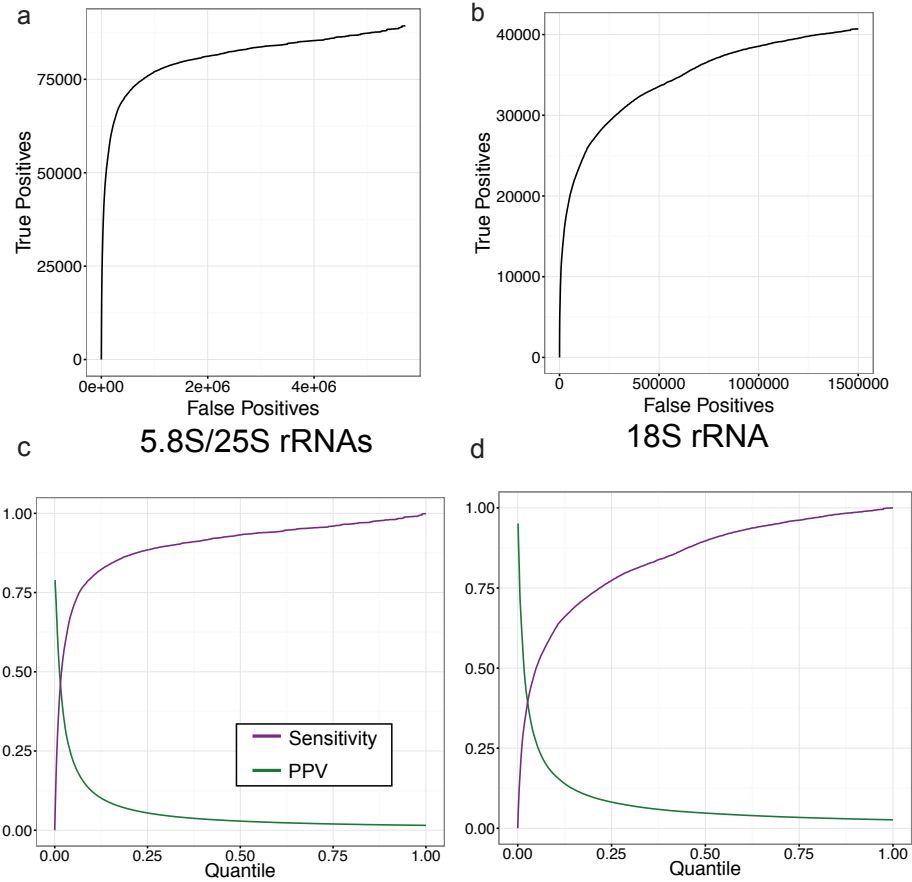 a
True Positives
75000
50000
25000
0
0e+00 2e+06 4e+06
False Positives
5.8S/25S rRNAs
b
True Positives
40000
30000
20000
10000
0
0 500000 1000000 1500000
False Positives
18S rRNA
c
1.00
0.75
0.50
0.25
0.00
Sensitivity
PPV
0.00 0.25 0.50 0.75 1.00
Quantile
d
1.00
0.75
0.50
0.25
0.00
0.00 0.25 0.50 0.75 1.00
Quantile